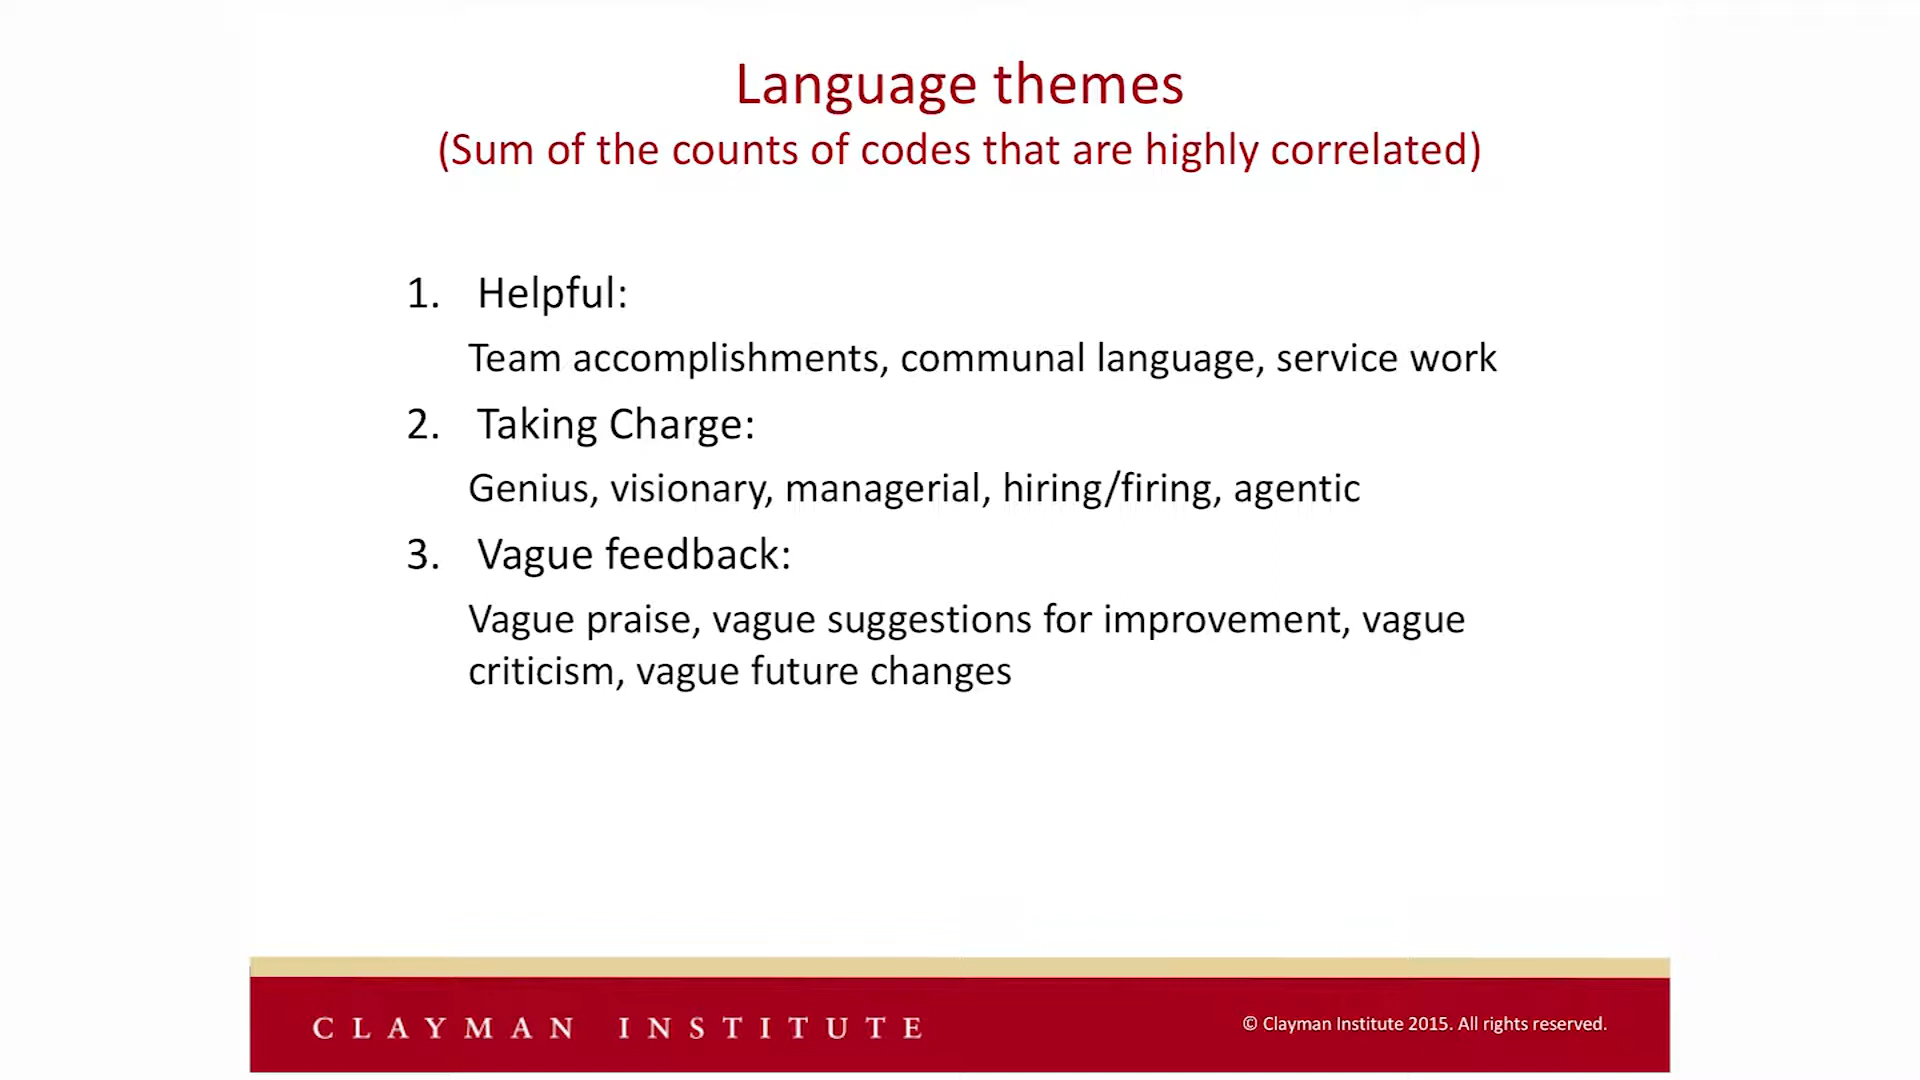 Language themes
(Sum of the counts of codes that are highly correlated)
1. Helpful:
Team accomplishments, communal language, service work
2. Taking Charge:
Genius, visionary, managerial, hiring/firing, agentic
3. Vague feedback:
Vague praise, vague suggestions for improvement, vague
criticism, vague future changes
CLAYMAN INSTITUTE
© Clayman Institute 2015. All rights reserved.